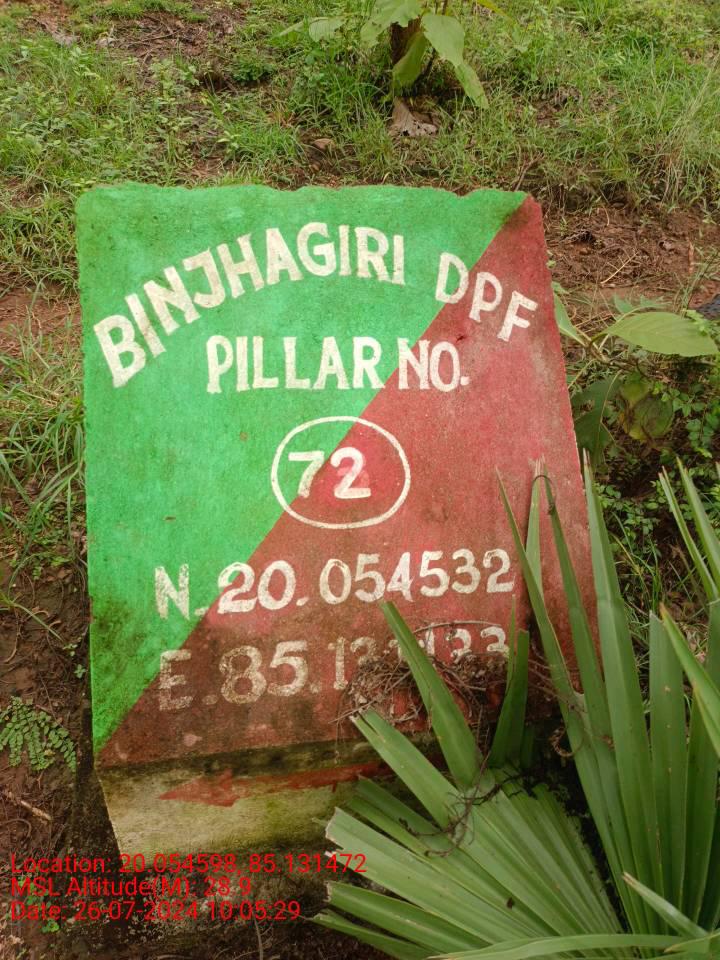 BINJHAGIRI DPF
PILLAR NO.
72
N. 20. 054532
E. 85.
Location: 20.054598, 85.131472
MSL Altitude(M): 28.9
Date: 26-07-2024 10:05:29